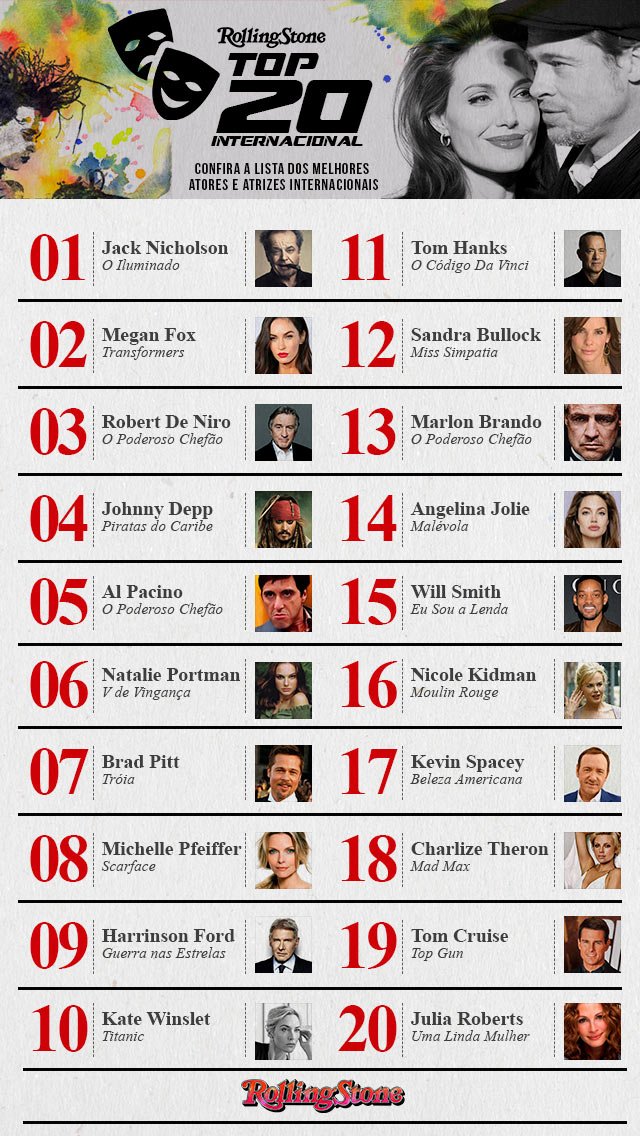 RollingStone
TOP
20
INTERNACIONAL
CONFIRA A LISTA DOS MELHORES
ATORES E ATRIZES INTERNACIONAIS
01 Jack Nicholson
O Iluminado
02 Megan Fox
Transformers
03 Robert De Niro
O Poderoso Chefão
04 Johnny Depp
Piratas do Caribe
05 Al Pacino
O Poderoso Chefão
06 Natalie Portman
V de Vingança
07 Brad Pitt
Tróia
08 Michelle Pfeiffer
Scarface
09 Harrinson Ford
Guerra nas Estrelas
10 Kate Winslet
Titanic
11 Tom Hanks
O Código Da Vinci
12 Sandra Bullock
Miss Simpatia
13 Marlon Brando
O Poderoso Chefão
14 Angelina Jolie
Malévola
15 Will Smith
Eu Sou a Lenda
16 Nicole Kidman
Moulin Rouge
17 Kevin Spacey
Beleza Americana
18 Charlize Theron
Mad Max
19 Tom Cruise
Top Gun
20 Julia Roberts
Uma Linda Mulher
RollingStone